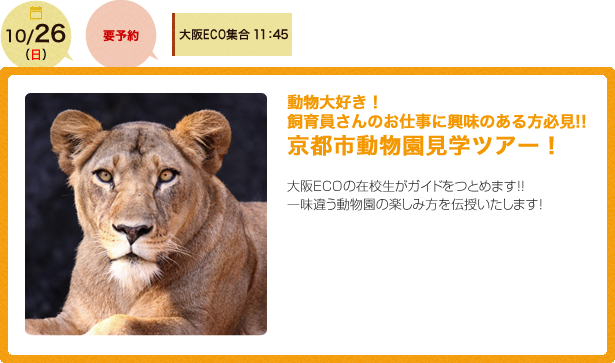 10/26
(日)
要予約
大阪ECO集合 11:45
動物大好き！
飼育員さんのお仕事に興味のある方必見!!
京都市動物園見学ツアー！
大阪ECOの在校生がガイドをつとめます!!
一味違う動物園の楽しみ方を伝授いたします!